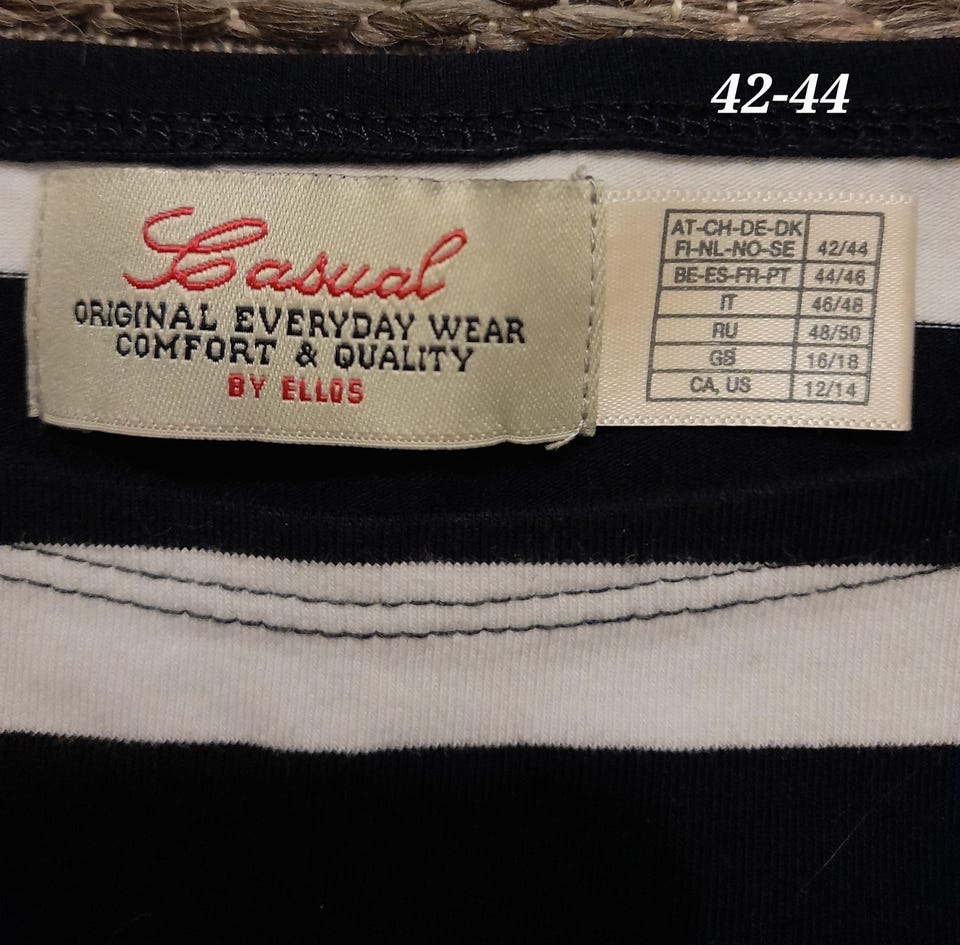 42-44
Casual
ORIGINAL EVERYDAY WEAR
COMFORT & QUALITY
BY ELLOS
AT-CH-DE-DK
FI-NL-NO-SE 42/44
BE-ES-FR-PT 44/46
IT 46/48
RU 48/50
GB 16/18
CA, US 12/14